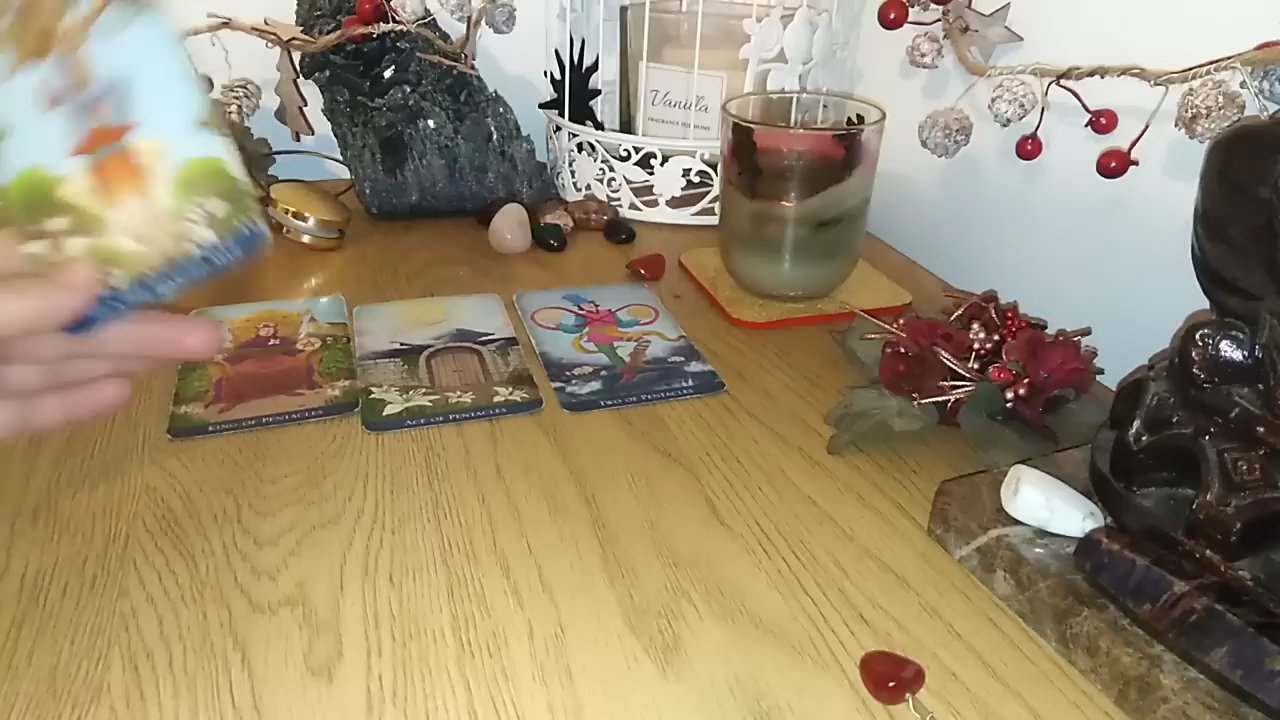 Vanilla
KING OF PENTACLES
ACE OF PENTACLES
TWO OF PENTACLES